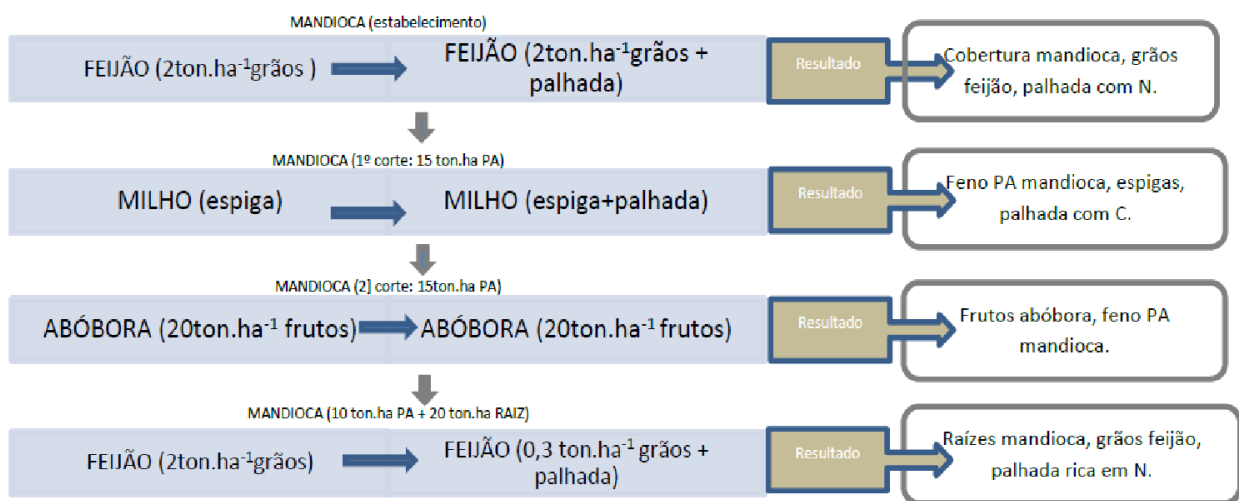 MANDIOCA (estabelecimento)
FEIJÃO (2ton.ha⁻¹grãos )
FEIJÃO (2ton.ha⁻¹grãos +
palhada)
Resultado
Cobertura mandioca, grãos
feijão, palhada com N.
MANDIOCA (1º corte: 15 ton.ha PA)
MILHO (espiga)
MILHO (espiga+palhada)
Resultado
Feno PA mandioca, espigas,
palhada com C.
MANDIOCA (2] corte: 15ton.ha PA)
ABÓBORA (20ton.ha⁻¹ frutos)
ABÓBORA (20ton.ha⁻¹ frutos)
Resultado
Frutos abóbora, feno PA
mandioca.
MANDIOCA (10 ton.ha PA + 20 ton.ha RAIZ)
FEIJÃO (2ton.ha⁻¹grãos)
FEIJÃO (0,3 ton.ha⁻¹ grãos +
palhada)
Resultado
Raízes mandioca, grãos feijão,
palhada rica em N.